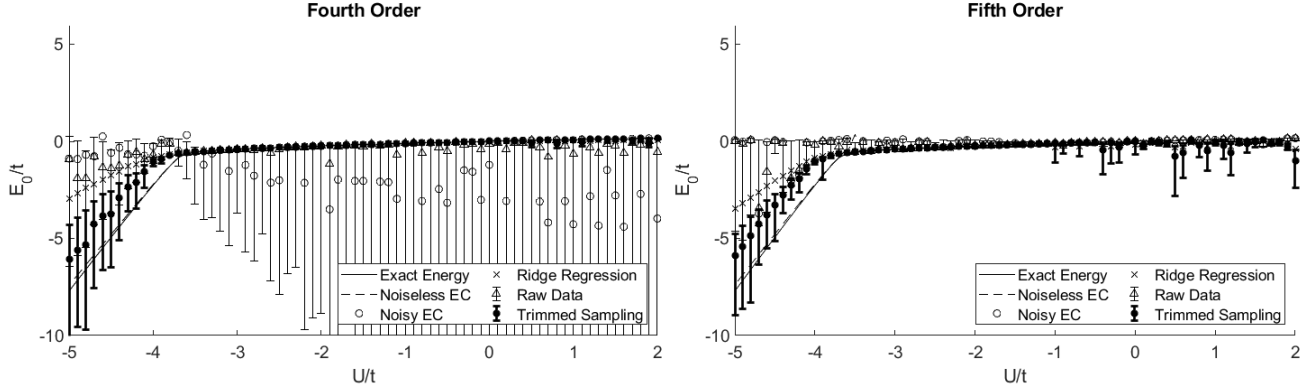 Fourth Order
E₀/t
5
0
-5
-10
-5 -4 -3 -2 -1 0 1 2
U/t
Exact Energy
Noiseless EC
Noisy EC
Ridge Regression
Raw Data
Trimmed Sampling
Fifth Order
E₀/t
5
0
-5
-10
-5 -4 -3 -2 -1 0 1 2
U/t
Exact Energy
Noiseless EC
Noisy EC
Ridge Regression
Raw Data
Trimmed Sampling